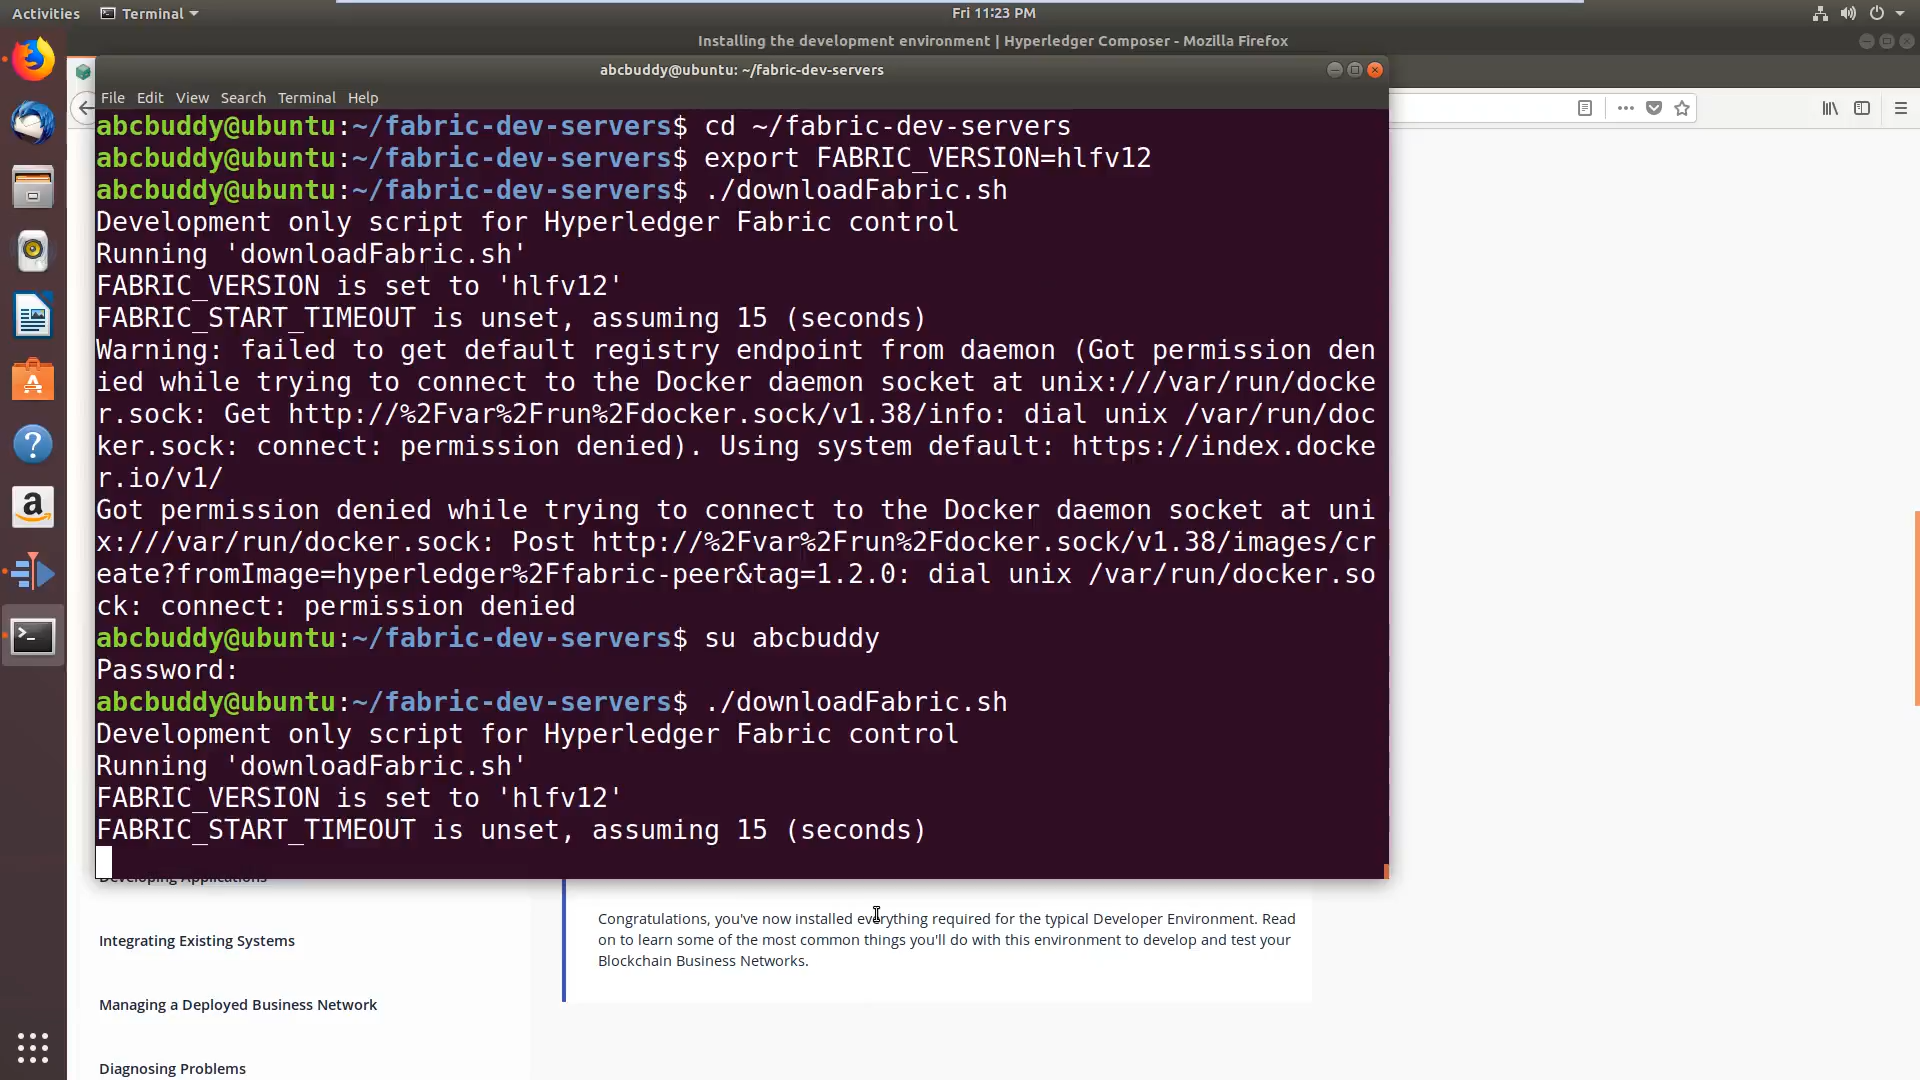 Activities
Terminal
Fri 11:23 PM
Installing the development environment | Hyperledger Composer - Mozilla Firefox
abcbuddy@ubuntu: ~/fabric-dev-servers
File Edit View Search Terminal Help
abcbuddy@ubuntu:~/fabric-dev-servers$ cd ~/fabric-dev-servers
abcbuddy@ubuntu:~/fabric-dev-servers$ export FABRIC_VERSION=hlfv12
abcbuddy@ubuntu:~/fabric-dev-servers$ ./downloadFabric.sh
Development only script for Hyperledger Fabric control
Running 'downloadFabric.sh'
FABRIC_VERSION is set to 'hlfv12'
FABRIC_START_TIMEOUT is unset, assuming 15 (seconds)
Warning: failed to get default registry endpoint from daemon (Got permission den
ied while trying to connect to the Docker daemon socket at unix:///var/run/docke
r.sock: Get http://%2Fvar%2Frun%2Fdocker.sock/v1.38/info: dial unix /var/run/doc
ker.sock: connect: permission denied). Using system default: https://index.docke
r.io/v1/
Got permission denied while trying to connect to the Docker daemon socket at uni
x:///var/run/docker.sock: Post http://%2Fvar%2Frun%2Fdocker.sock/v1.38/images/cr
eate?fromImage=hyperledger%2Ffabric-peer&tag=1.2.0: dial unix /var/run/docker.so
ck: connect: permission denied
abcbuddy@ubuntu:~/fabric-dev-servers$ su abcbuddy
Password:
abcbuddy@ubuntu:~/fabric-dev-servers$ ./downloadFabric.sh
Development only script for Hyperledger Fabric control
Running 'downloadFabric.sh'
FABRIC_VERSION is set to 'hlfv12'
FABRIC_START_TIMEOUT is unset, assuming 15 (seconds)
Developing Applications
Integrating Existing Systems
Managing a Deployed Business Network
Diagnosing Problems
Congratulations, you've now installed everything required for the typical Developer Environment. Read
on to learn some of the most common things you'll do with this environment to develop and test your
Blockchain Business Networks.